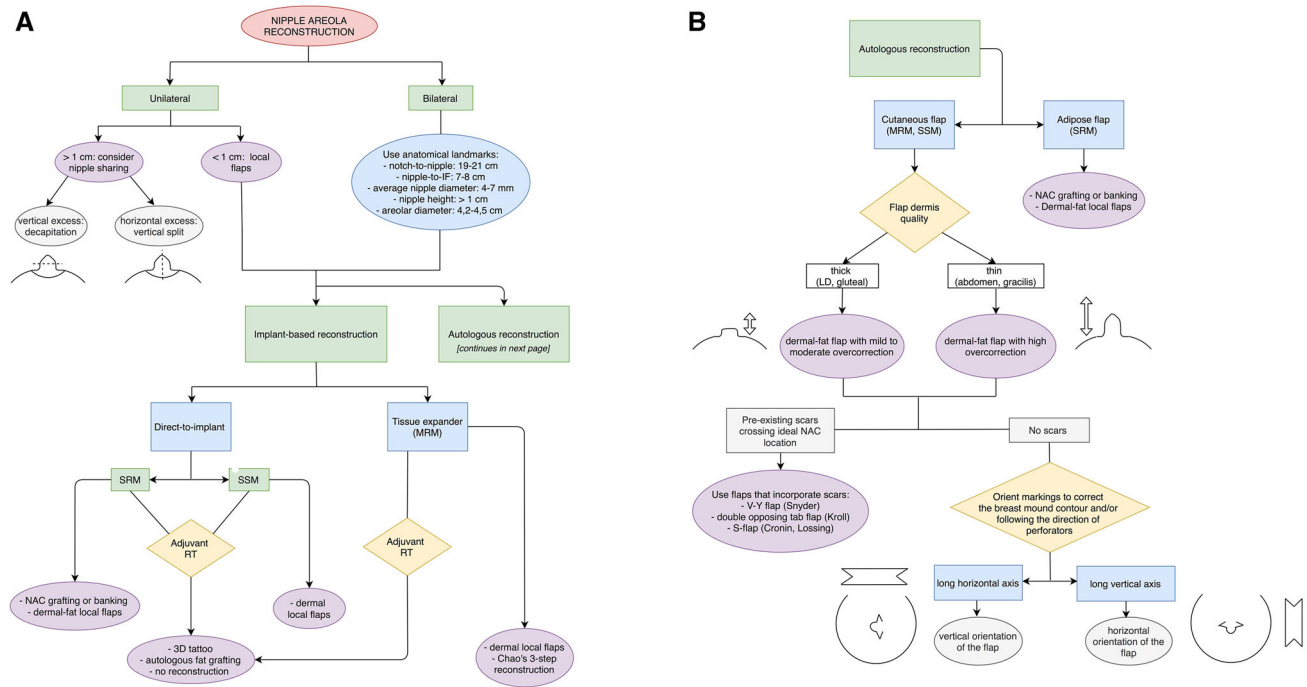 A
NIPPLE AREOLA
RECONSTRUCTION
Unilateral
Bilateral
> 1 cm: consider
nipple sharing
< 1 cm: local
flaps
Use anatomical landmarks:
- notch-to-nipple: 19-21 cm
- nipple-to-IF: 7-8 cm
- average nipple diameter: 4-7 mm
- nipple height: > 1 cm
- areolar diameter: 4,2-4,5 cm
vertical excess:
decapitation
horizontal excess:
vertical split
Implant-based reconstruction
Autologous reconstruction
[continues in next page]
Direct-to-implant
Tissue expander
(MRM)
SRM
SSM
Adjuvant
RT
Adjuvant
RT
- NAC grafting or banking
- dermal-fat local flaps
- dermal
local flaps
- 3D tattoo
- autologous fat grafting
- no reconstruction
- dermal local flaps
- Chao's 3-step
reconstruction
B
Autologous reconstruction
Cutaneous flap
(MRM, SSM)
Adipose flap
(SRM)
Flap dermis
quality
- NAC grafting or banking
- Dermal-fat local flaps
thick
(LD, gluteal)
thin
(abdomen, gracilis)
dermal-fat flap with mild to
moderate overcorrection
dermal-fat flap with high
overcorrection
Pre-existing scars
crossing ideal NAC
location
No scars
Use flaps that incorporate scars:
- V-Y flap (Snyder)
- double opposing tab flap (Kroll)
- S-flap (Cronin, Lossing)
Orient markings to correct
the breast mound contour and/or
following the direction of
perforators
long horizontal axis
long vertical axis
vertical orientation
of the flap
horizontal
orientation of the
flap